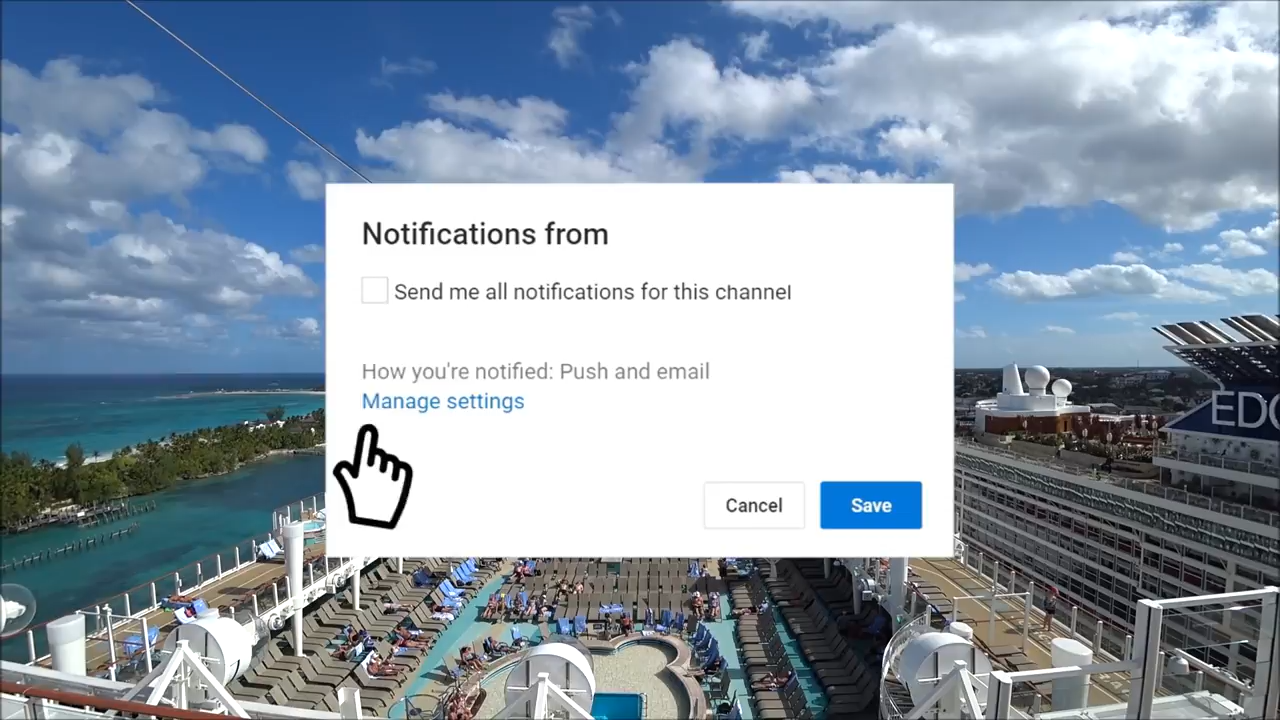 Notifications from
Send me all notifications for this channel
How you're notified: Push and email
Manage settings
Cancel
Save